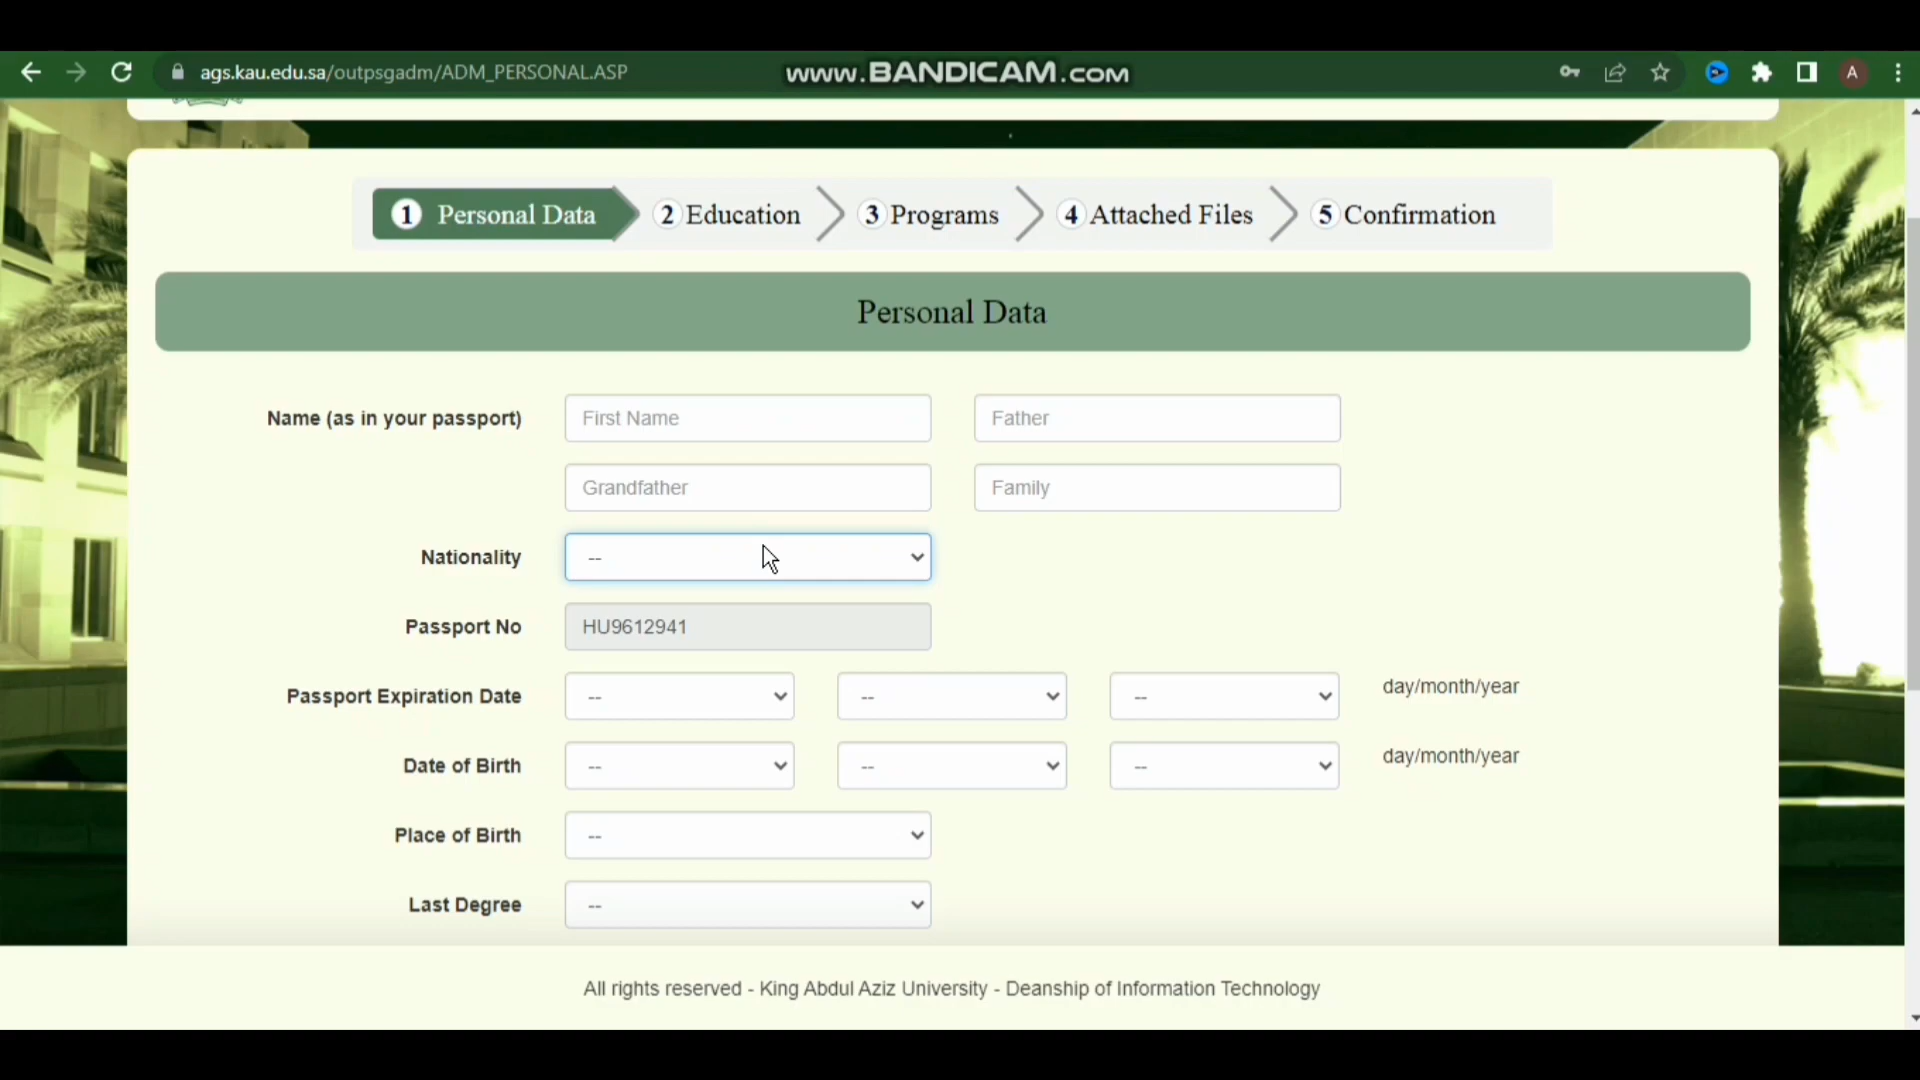 ags.kau.edu.sa/outpsgadm/ADM_PERSONAL.ASP
www.BANDICAM.com
A
1 Personal Data 2 Education 3 Programs 4 Attached Files 5 Confirmation
Personal Data
Name (as in your passport) First Name Father
Grandfather Family
Nationality --
Passport No HU9612941
Passport Expiration Date -- -- -- day/month/year
Date of Birth -- -- -- day/month/year
Place of Birth --
Last Degree --
All rights reserved - King Abdul Aziz University - Deanship of Information Technology